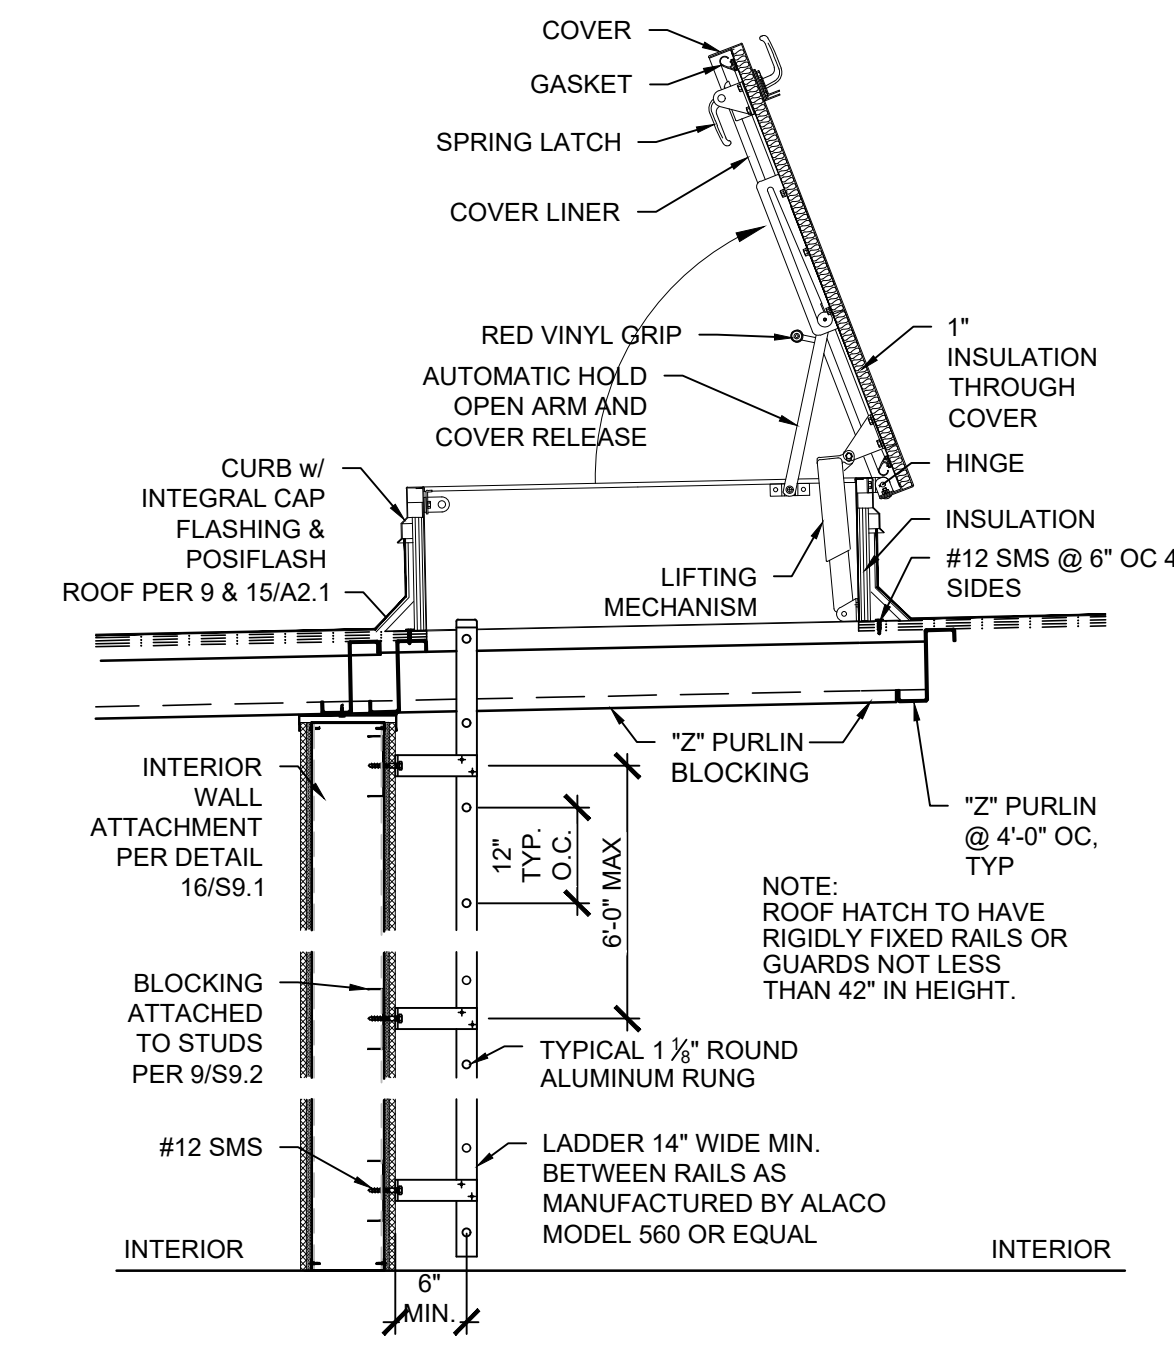 COVER
GASKET
SPRING LATCH
COVER LINER
RED VINYL GRIP
AUTOMATIC HOLD
OPEN ARM AND
COVER RELEASE
1"
INSULATION
THROUGH
COVER
HINGE
INSULATION
#12 SMS @ 6" OC 4
SIDES
CURB w/
INTEGRAL CAP
FLASHING &
POSIFLASH
ROOF PER 9 & 15/A2.1
LIFTING
MECHANISM
"Z" PURLIN
BLOCKING
"Z" PURLIN
@ 4'-0" OC,
TYP
INTERIOR
WALL
ATTACHMENT
PER DETAIL
16/S9.1
12"
TYP.
O.C.
6'-0" MAX
NOTE:
ROOF HATCH TO HAVE
RIGIDLY FIXED RAILS OR
GUARDS NOT LESS
THAN 42" IN HEIGHT.
BLOCKING
ATTACHED
TO STUDS
PER 9/S9.2
TYPICAL 1 ⅛" ROUND
ALUMINUM RUNG
#12 SMS
LADDER 14" WIDE MIN.
BETWEEN RAILS AS
MANUFACTURED BY ALACO
MODEL 560 OR EQUAL
INTERIOR
INTERIOR
6"
MIN.